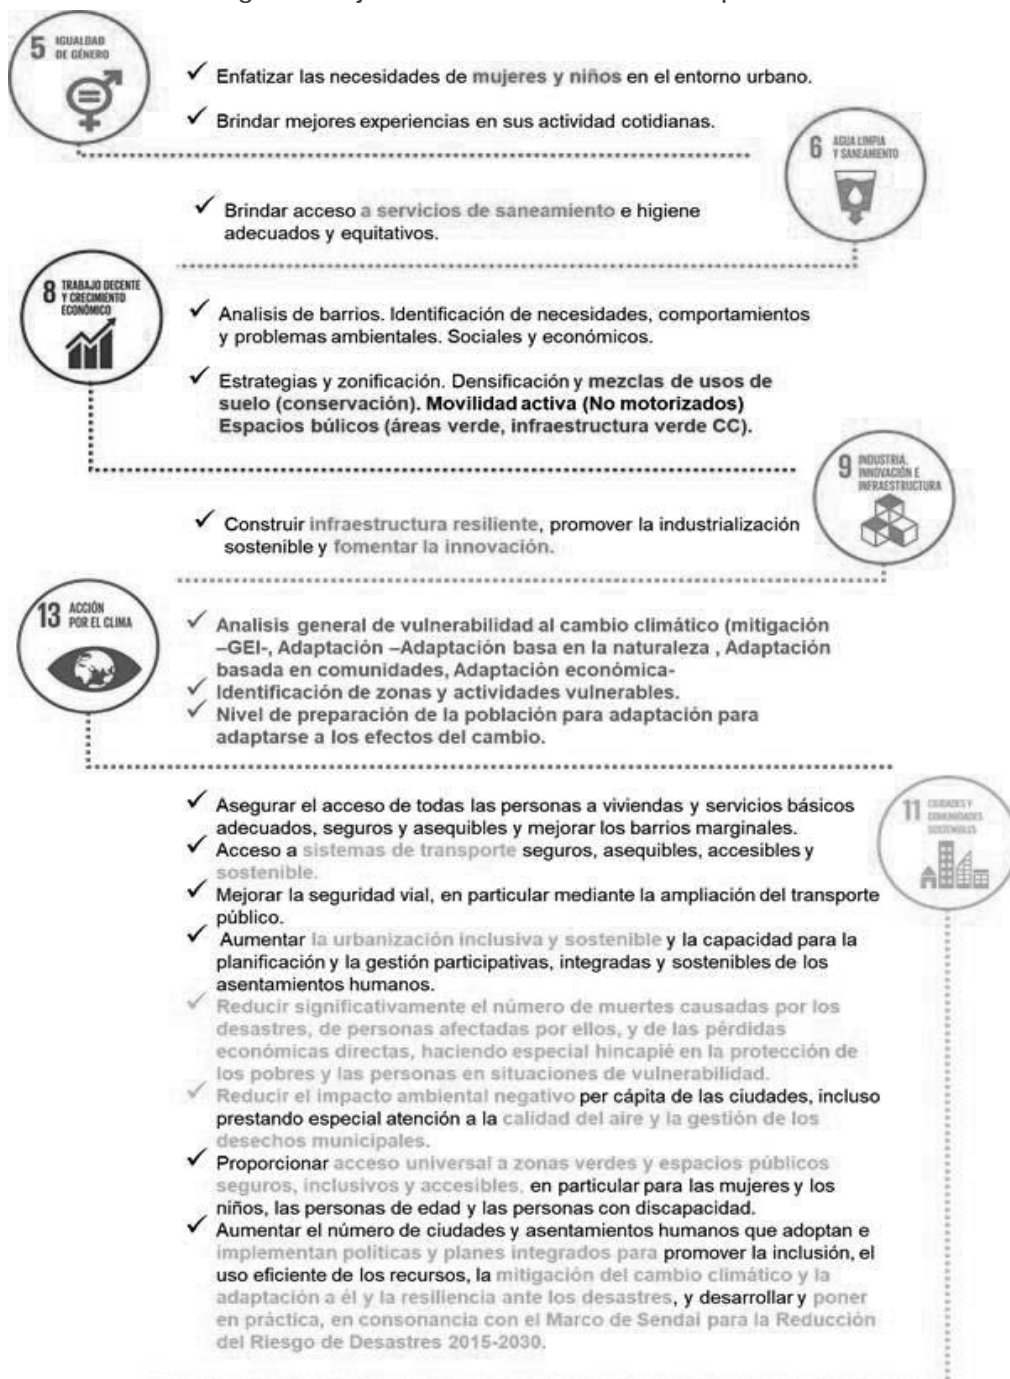 5 IGUALDAD
DE GÉNERO
✓ Enfatizar las necesidades de mujeres y niños en el entorno urbano.
✓ Brindar mejores experiencias en sus actividad cotidianas.
6 AGUA LIMPIA
Y SANEAMIENTO
✓ Brindar acceso a servicios de saneamiento e higiene
adecuados y equitativos.
8 TRABAJO DECENTE
Y CRECIMIENTO
ECONÓMICO
✓ Analisis de barrios. Identificación de necesidades, comportamientos
y problemas ambientales. Sociales y económicos.
✓ Estrategias y zonificación. Densificación y mezclas de usos de
suelo (conservación). Movilidad activa (No motorizados)
Espacios búlicos (áreas verde, infraestructura verde CC).
9 INDUSTRIA,
INNOVACIÓN E
INFRAESTRUCTURA
✓ Construir infraestructura resiliente, promover la industrialización
sostenible y fomentar la innovación.
13 ACCIÓN
POR EL CLIMA
✓ Analisis general de vulnerabilidad al cambio climático (mitigación
–GEI-, Adaptación –Adaptación basa en la naturaleza , Adaptación
basada en comunidades, Adaptación económica-
✓ Identificación de zonas y actividades vulnerables.
✓ Nivel de preparación de la población para adaptación para
adaptarse a los efectos del cambio.
11 CIUDADES Y
COMUNIDADES
SOSTENIBLES
✓ Asegurar el acceso de todas las personas a viviendas y servicios básicos
adecuados, seguros y asequibles y mejorar los barrios marginales.
✓ Acceso a sistemas de transporte seguros, asequibles, accesibles y
sostenible.
✓ Mejorar la seguridad vial, en particular mediante la ampliación del transporte
público.
✓ Aumentar la urbanización inclusiva y sostenible y la capacidad para la
planificación y la gestión participativas, integradas y sostenibles de los
asentamientos humanos.
✓ Reducir significativamente el número de muertes causadas por los
desastres, de personas afectadas por ellos, y de las pérdidas
económicas directas, haciendo especial hincapié en la protección de
los pobres y las personas en situaciones de vulnerabilidad.
✓ Reducir el impacto ambiental negativo per cápita de las ciudades, incluso
prestando especial atención a la calidad del aire y la gestión de los
desechos municipales.
✓ Proporcionar acceso universal a zonas verdes y espacios públicos
seguros, inclusivos y accesibles, en particular para las mujeres y los
niños, las personas de edad y las personas con discapacidad.
✓ Aumentar el número de ciudades y asentamientos humanos que adoptan e
implementan políticas y planes integrados para promover la inclusión, el
uso eficiente de los recursos, la mitigación del cambio climático y la
adaptación a él y la resiliencia ante los desastres, y desarrollar y poner
en práctica, en consonancia con el Marco de Sendai para la Reducción
del Riesgo de Desastres 2015-2030.